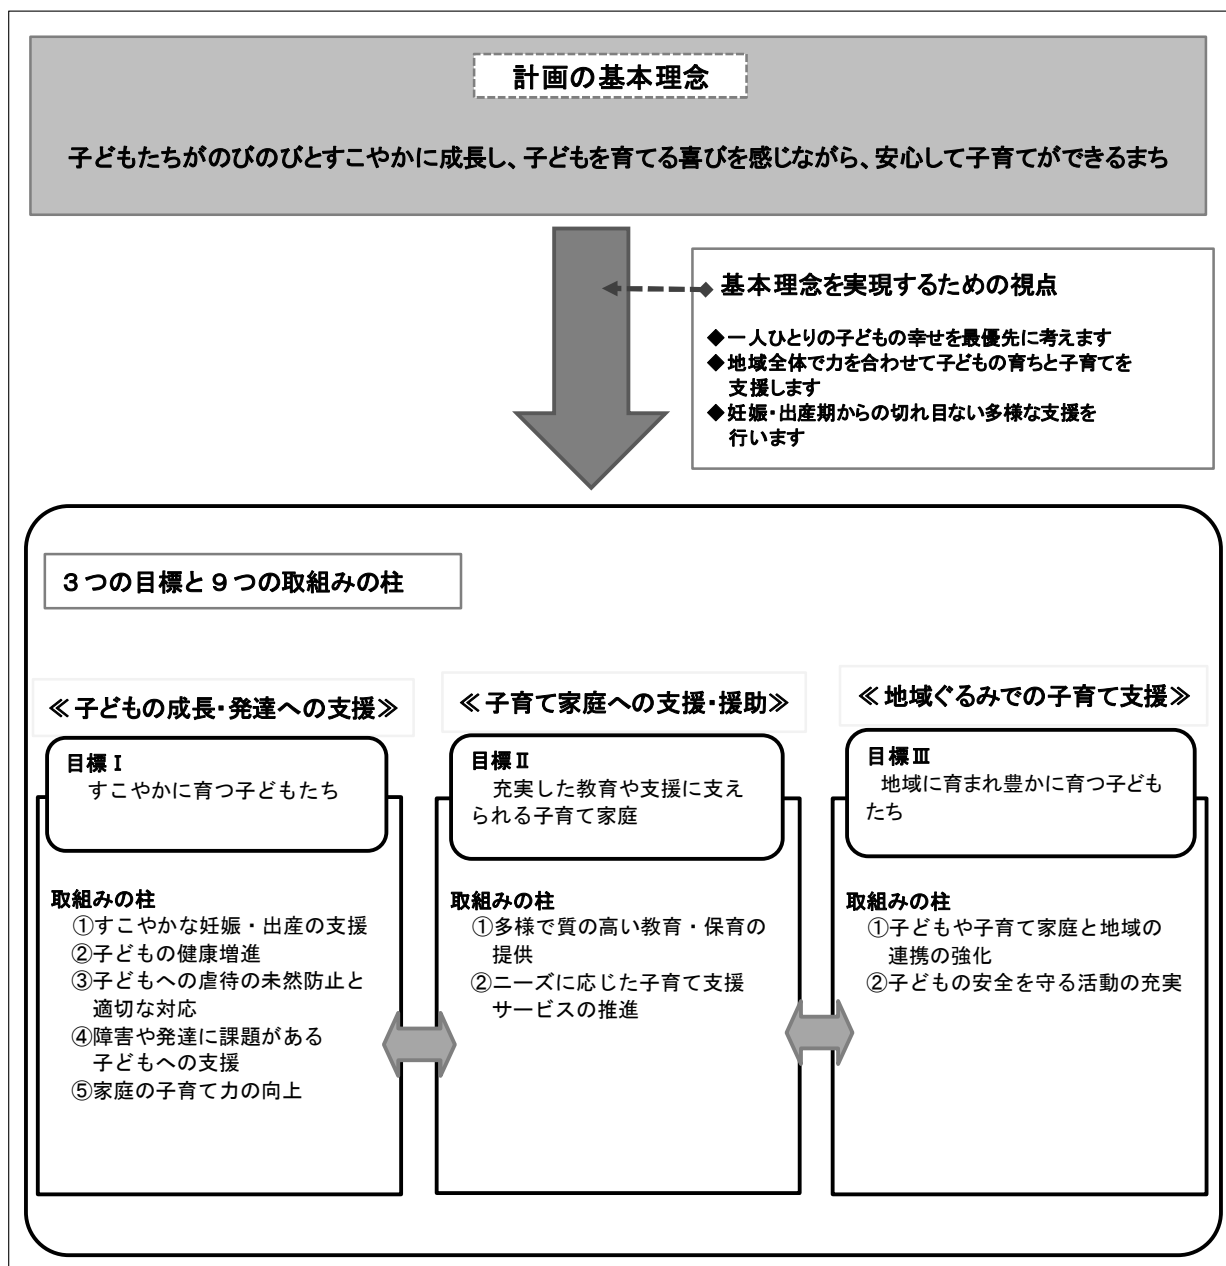 計画の基本理念
子どもたちがのびのびとすこやかに成長し、子どもを育てる喜びを感じながら、安心して子育てができるまち
基本理念を実現するための視点
◆一人ひとりの子どもの幸せを最優先に考えます
◆地域全体で力を合わせて子どもの育ちと子育てを
支援します
◆妊娠・出産期からの切れ目ない多様な支援を
行います
３つの目標と９つの取組みの柱
≪子どもの成長・発達への支援≫
目標Ⅰ
すこやかに育つ子どもたち
取組みの柱
①すこやかな妊娠・出産の支援
②子どもの健康増進
③子どもへの虐待の未然防止と
適切な対応
④障害や発達に課題がある
子どもへの支援
⑤家庭の子育て力の向上
≪子育て家庭への支援・援助≫
目標Ⅱ
充実した教育や支援に支え
られる子育て家庭
取組みの柱
①多様で質の高い教育・保育の
提供
②ニーズに応じた子育て支援
サービスの推進
≪地域ぐるみでの子育て支援≫
目標Ⅲ
地域に育まれ豊かに育つ子ども
たち
取組みの柱
①子どもや子育て家庭と地域の
連携の強化
②子どもの安全を守る活動の充実